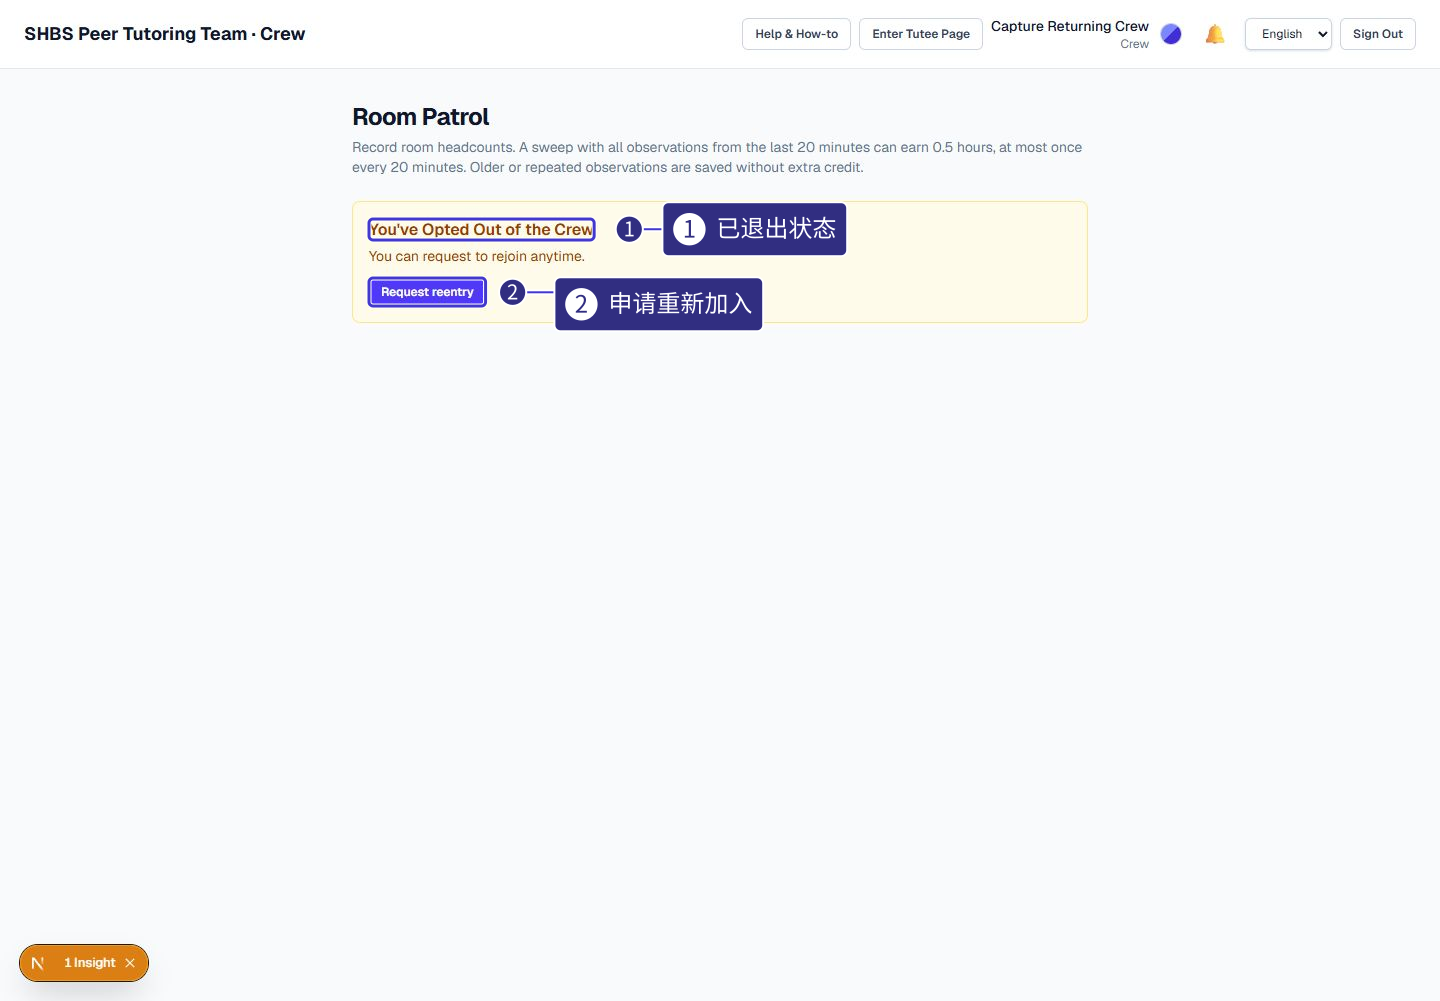 SHBS Peer Tutoring Team · Crew
Help & How-to
Enter Tutee Page
Capture Returning Crew
Crew
English
Sign Out
Room Patrol
Record room headcounts. A sweep with all observations from the last 20 minutes can earn 0.5 hours, at most once
every 20 minutes. Older or repeated observations are saved without extra credit.
You've Opted Out of the Crew
1
1 已退出状态
You can request to rejoin anytime.
Request reentry
2
2 申请重新加入
N
1 Insight